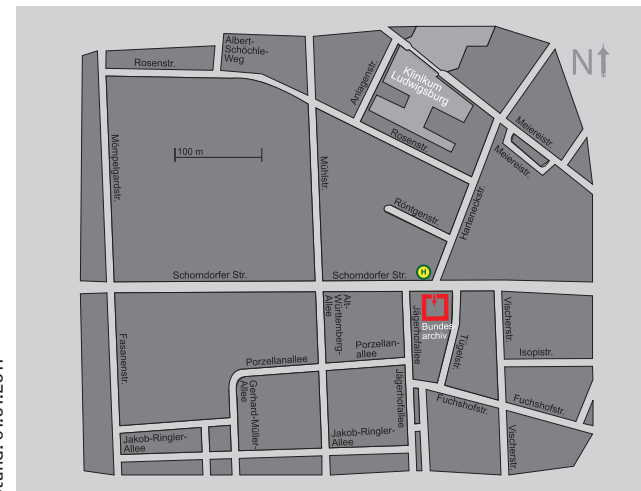 Albert-
Schöchle-
Weg
Rosenstr.
N
Klinikum
Ludwigsburg
Anlagenstr.
Rosenstr.
Meiereistr.
Meiereistr.
Mömpelgardstr.
100 m
Mühlstr.
Röntgenstr.
Harteneckstr.
H
Schorndorfer Str.
Schorndorfer Str.
Alt-
Württemberg-
Allee
Jägerhofallee
Bundes-
archiv
Tügelstr.
Vischerstr.
Isopistr.
Fasanenstr.
Porzellanallee
Porzellan-
allee
Gerhard-Müller-
Allee
Jägerhofallee
Fuchshofstr.
Fuchshofstr.
Vischerstr.
Jakob-Ringler-
Allee
Jakob-Ringler-
Allee